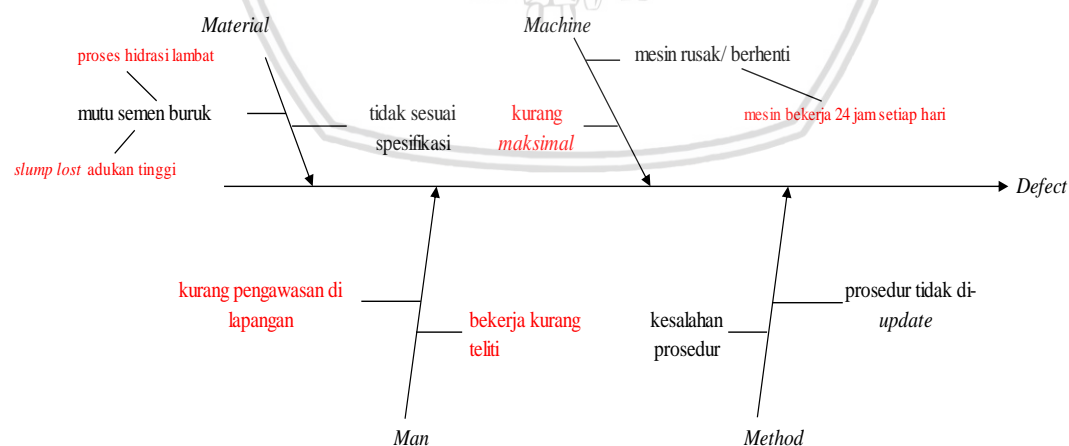 Material
Machine
proses hidrasi lambat
mesin rusak/ berhenti
mutu semen buruk
tidak sesuai
spesifikasi
kurang
maksimal
mesin bekerja 24 jam setiap hari
slump lost adukan tinggi
Defect
kurang pengawasan di
lapangan
bekerja kurang
teliti
kesalahan
prosedur
prosedur tidak di-
update
Man
Method